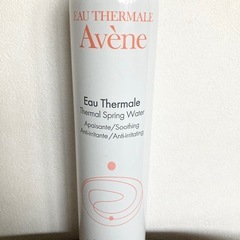 EAU THERMALE
Avène
Eau Thermale
Thermal Spring Water
Apaisante/Soothing
Anti-irritante/Anti-irritating